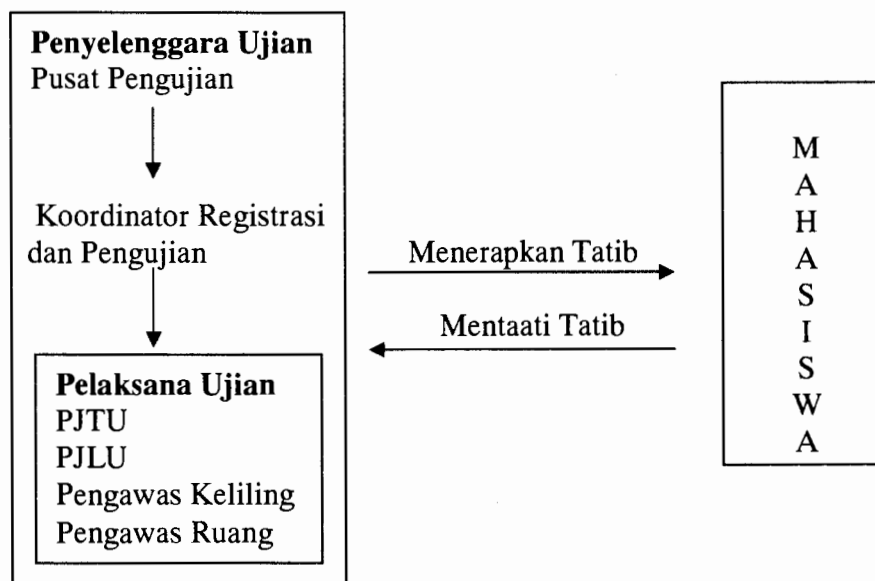 Penyelenggara Ujian
Pusat Pengujian
Koordinator Registrasi
dan Pengujian
Pelaksana Ujian
PJTU
PJLU
Pengawas Keliling
Pengawas Ruang
Menerapkan Tatib
Mentaati Tatib
M
A
H
A
S
I
S
W
A